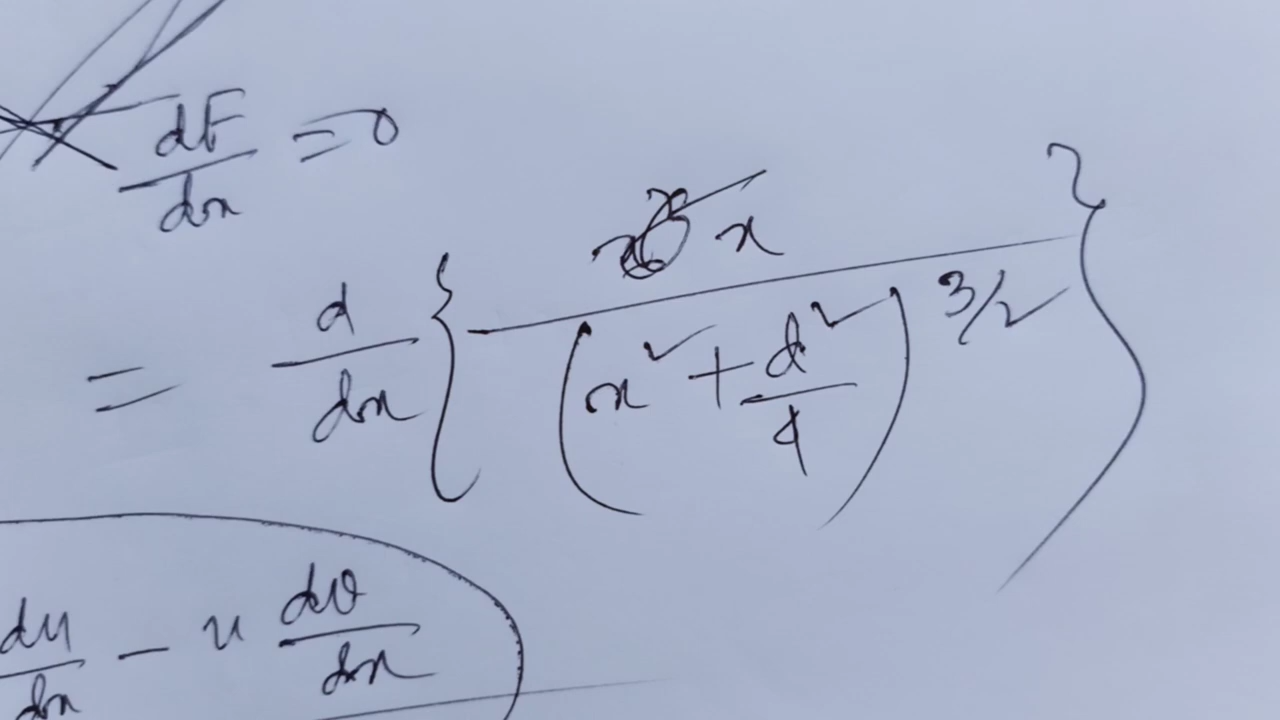 dF/dx = 0
= d/dx { x / (x² + d²/4)^3/2 }
du/dx - u dv/dx